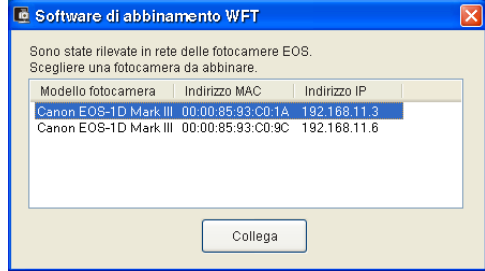 Software di abbinamento WFT
Sono state rilevate in rete delle fotocamere EOS.
Scegliere una fotocamera da abbinare.
Modello fotocamera Indirizzo MAC Indirizzo IP
Canon EOS-1D Mark III 00:00:85:93:C0:1A 192.168.11.3
Canon EOS-1D Mark III 00:00:85:93:C0:9C 192.168.11.6
Collega